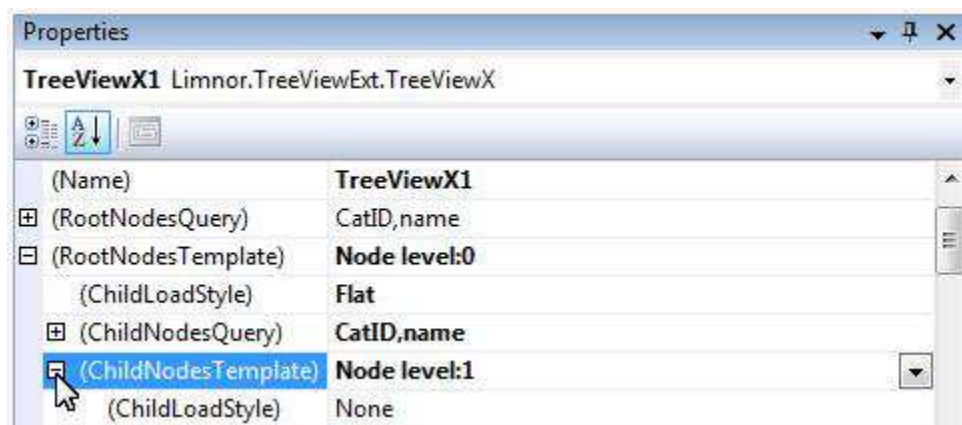 Properties
TreeViewX1 Limnor.TreeViewExt.TreeViewX
(Name) TreeViewX1
(RootNodesQuery) CatID,name
(RootNodesTemplate) Node level:0
(ChildLoadStyle) Flat
(ChildNodesQuery) CatID,name
(ChildNodesTemplate) Node level:1
(ChildLoadStyle) None